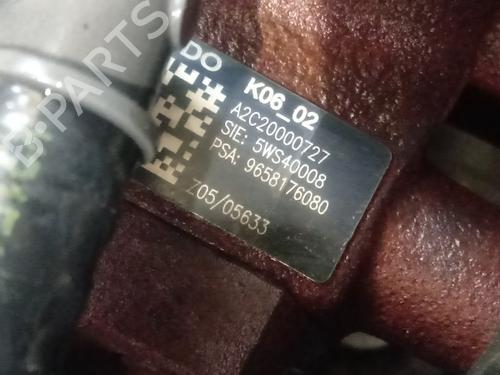 DO
K06_02
A2C20000727
SIE: 5WS40008
PSA: 9658176080
Z05/05633
B-PARTS